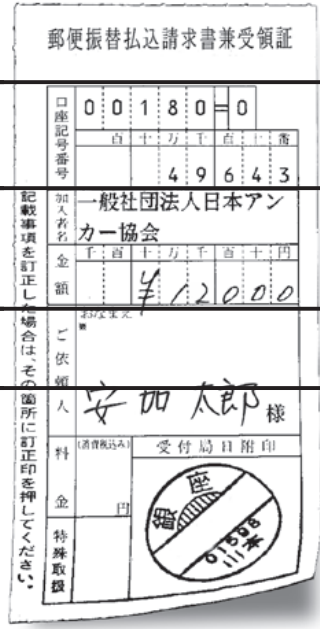 郵便振替払込請求書兼受領証
口座記号番号
00180=0
百十万千百十番
49643
加入者名
一般社団法人日本アン
カー協会
金額
千百十万千百十円
¥12000
ご依頼人
おなまえ
安加太郎 様
料金
(消費税込み)
円
受付局日附印
銀座
特殊取扱
記載事項を訂正した場合は、その箇所に訂正印を押してください。